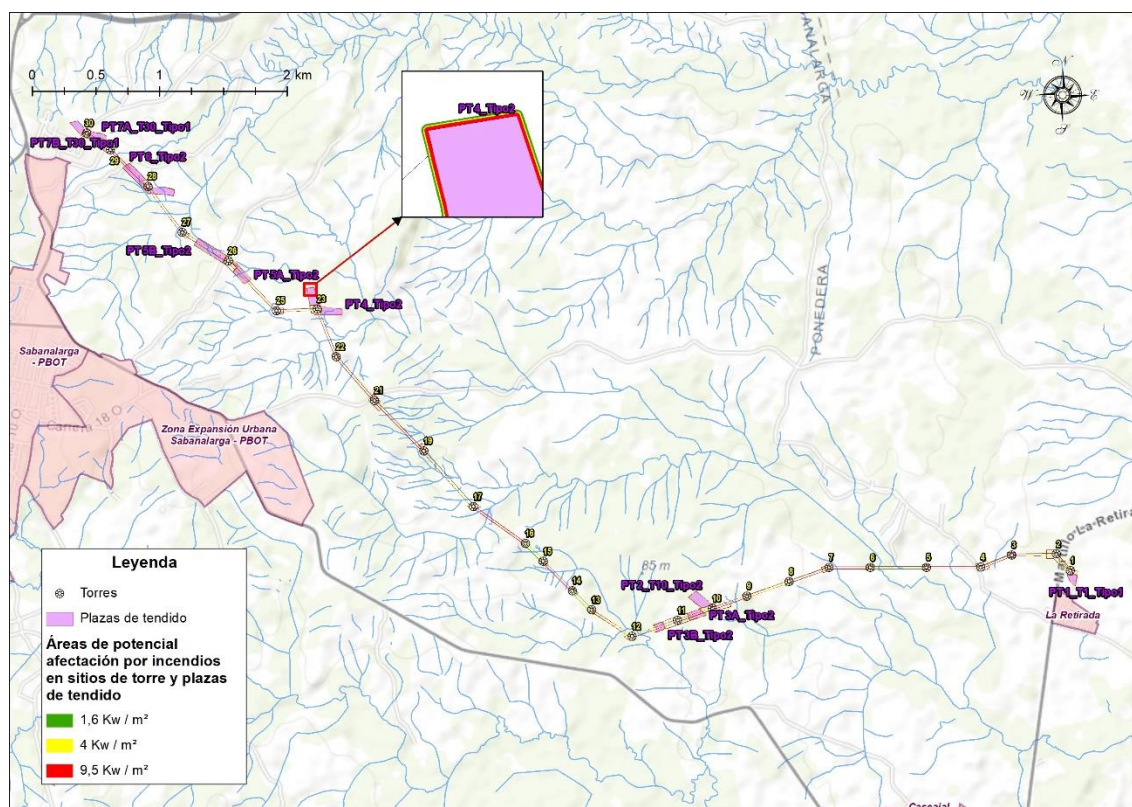 0 0.5 1 2 km
PT4_Tipo2
30
PT7A_T30_Tipo1
PT7B_T30_Tipo1
29
PT6_Tipo2
28
27
PT5B_Tipo2
26
PT5A_Tipo2
25
23
PT4_Tipo2
22
21
19
17
16
15
14
13
12
PONEDERA
Sabanalarga
- PBOT
Zona Expansión Urbana
Sabanalarga - PBOT
85 m
PT2_T10_Tipo2
11
10
9
8
7
6
5
4
3
2
1
PT3A_Tipo2
PT3B_Tipo2
PT1_T1_Tipo1
La Retirada
Leyenda
Torres
Plazas de tendido
Áreas de potencial
afectación por incendios
en sitios de torre y plazas
de tendido
1,6 Kw / m²
4 Kw / m²
9,5 Kw / m²